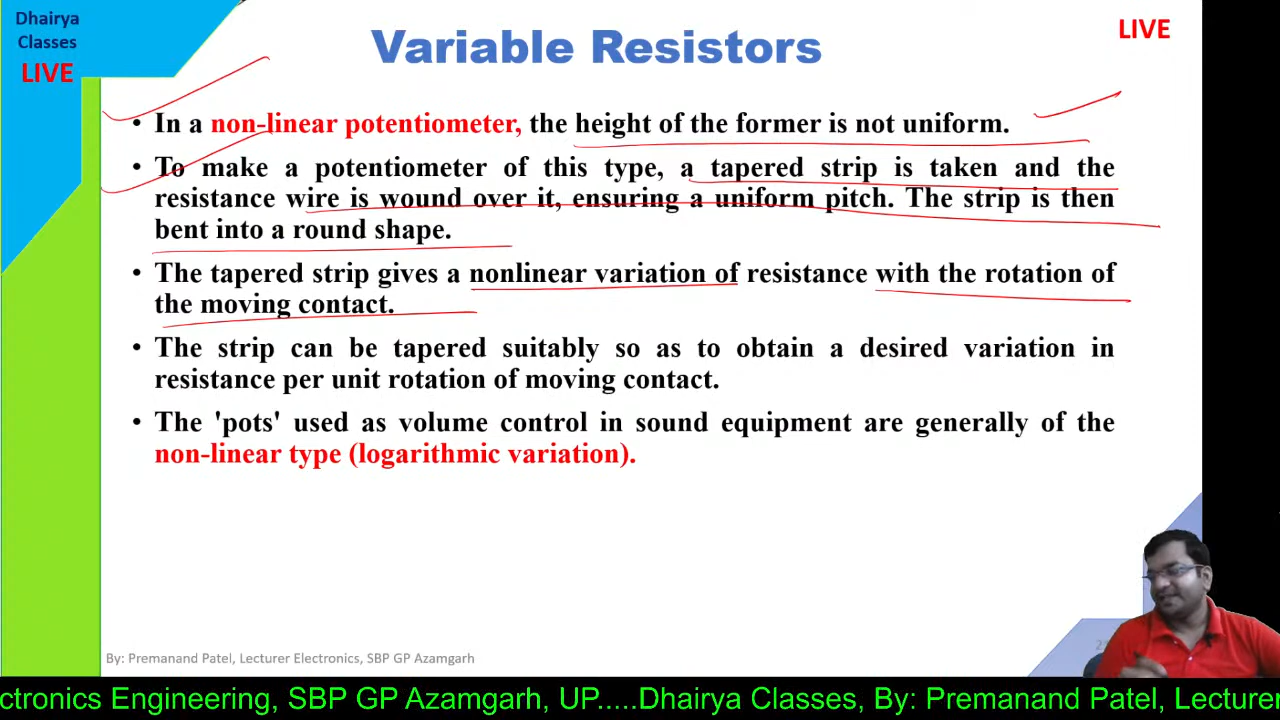 Dhairya
Classes
LIVE
LIVE
Variable Resistors
• In a non-linear potentiometer, the height of the former is not uniform.
• To make a potentiometer of this type, a tapered strip is taken and the
resistance wire is wound over it, ensuring a uniform pitch. The strip is then
bent into a round shape.
• The tapered strip gives a nonlinear variation of resistance with the rotation of
the moving contact.
• The strip can be tapered suitably so as to obtain a desired variation in
resistance per unit rotation of moving contact.
• The 'pots' used as volume control in sound equipment are generally of the
non-linear type (logarithmic variation).
By: Premanand Patel, Lecturer Electronics, SBP GP Azamgarh
ctronics Engineering, SBP GP Azamgarh, UP.....Dhairya Classes, By: Premanand Patel, Lecturer